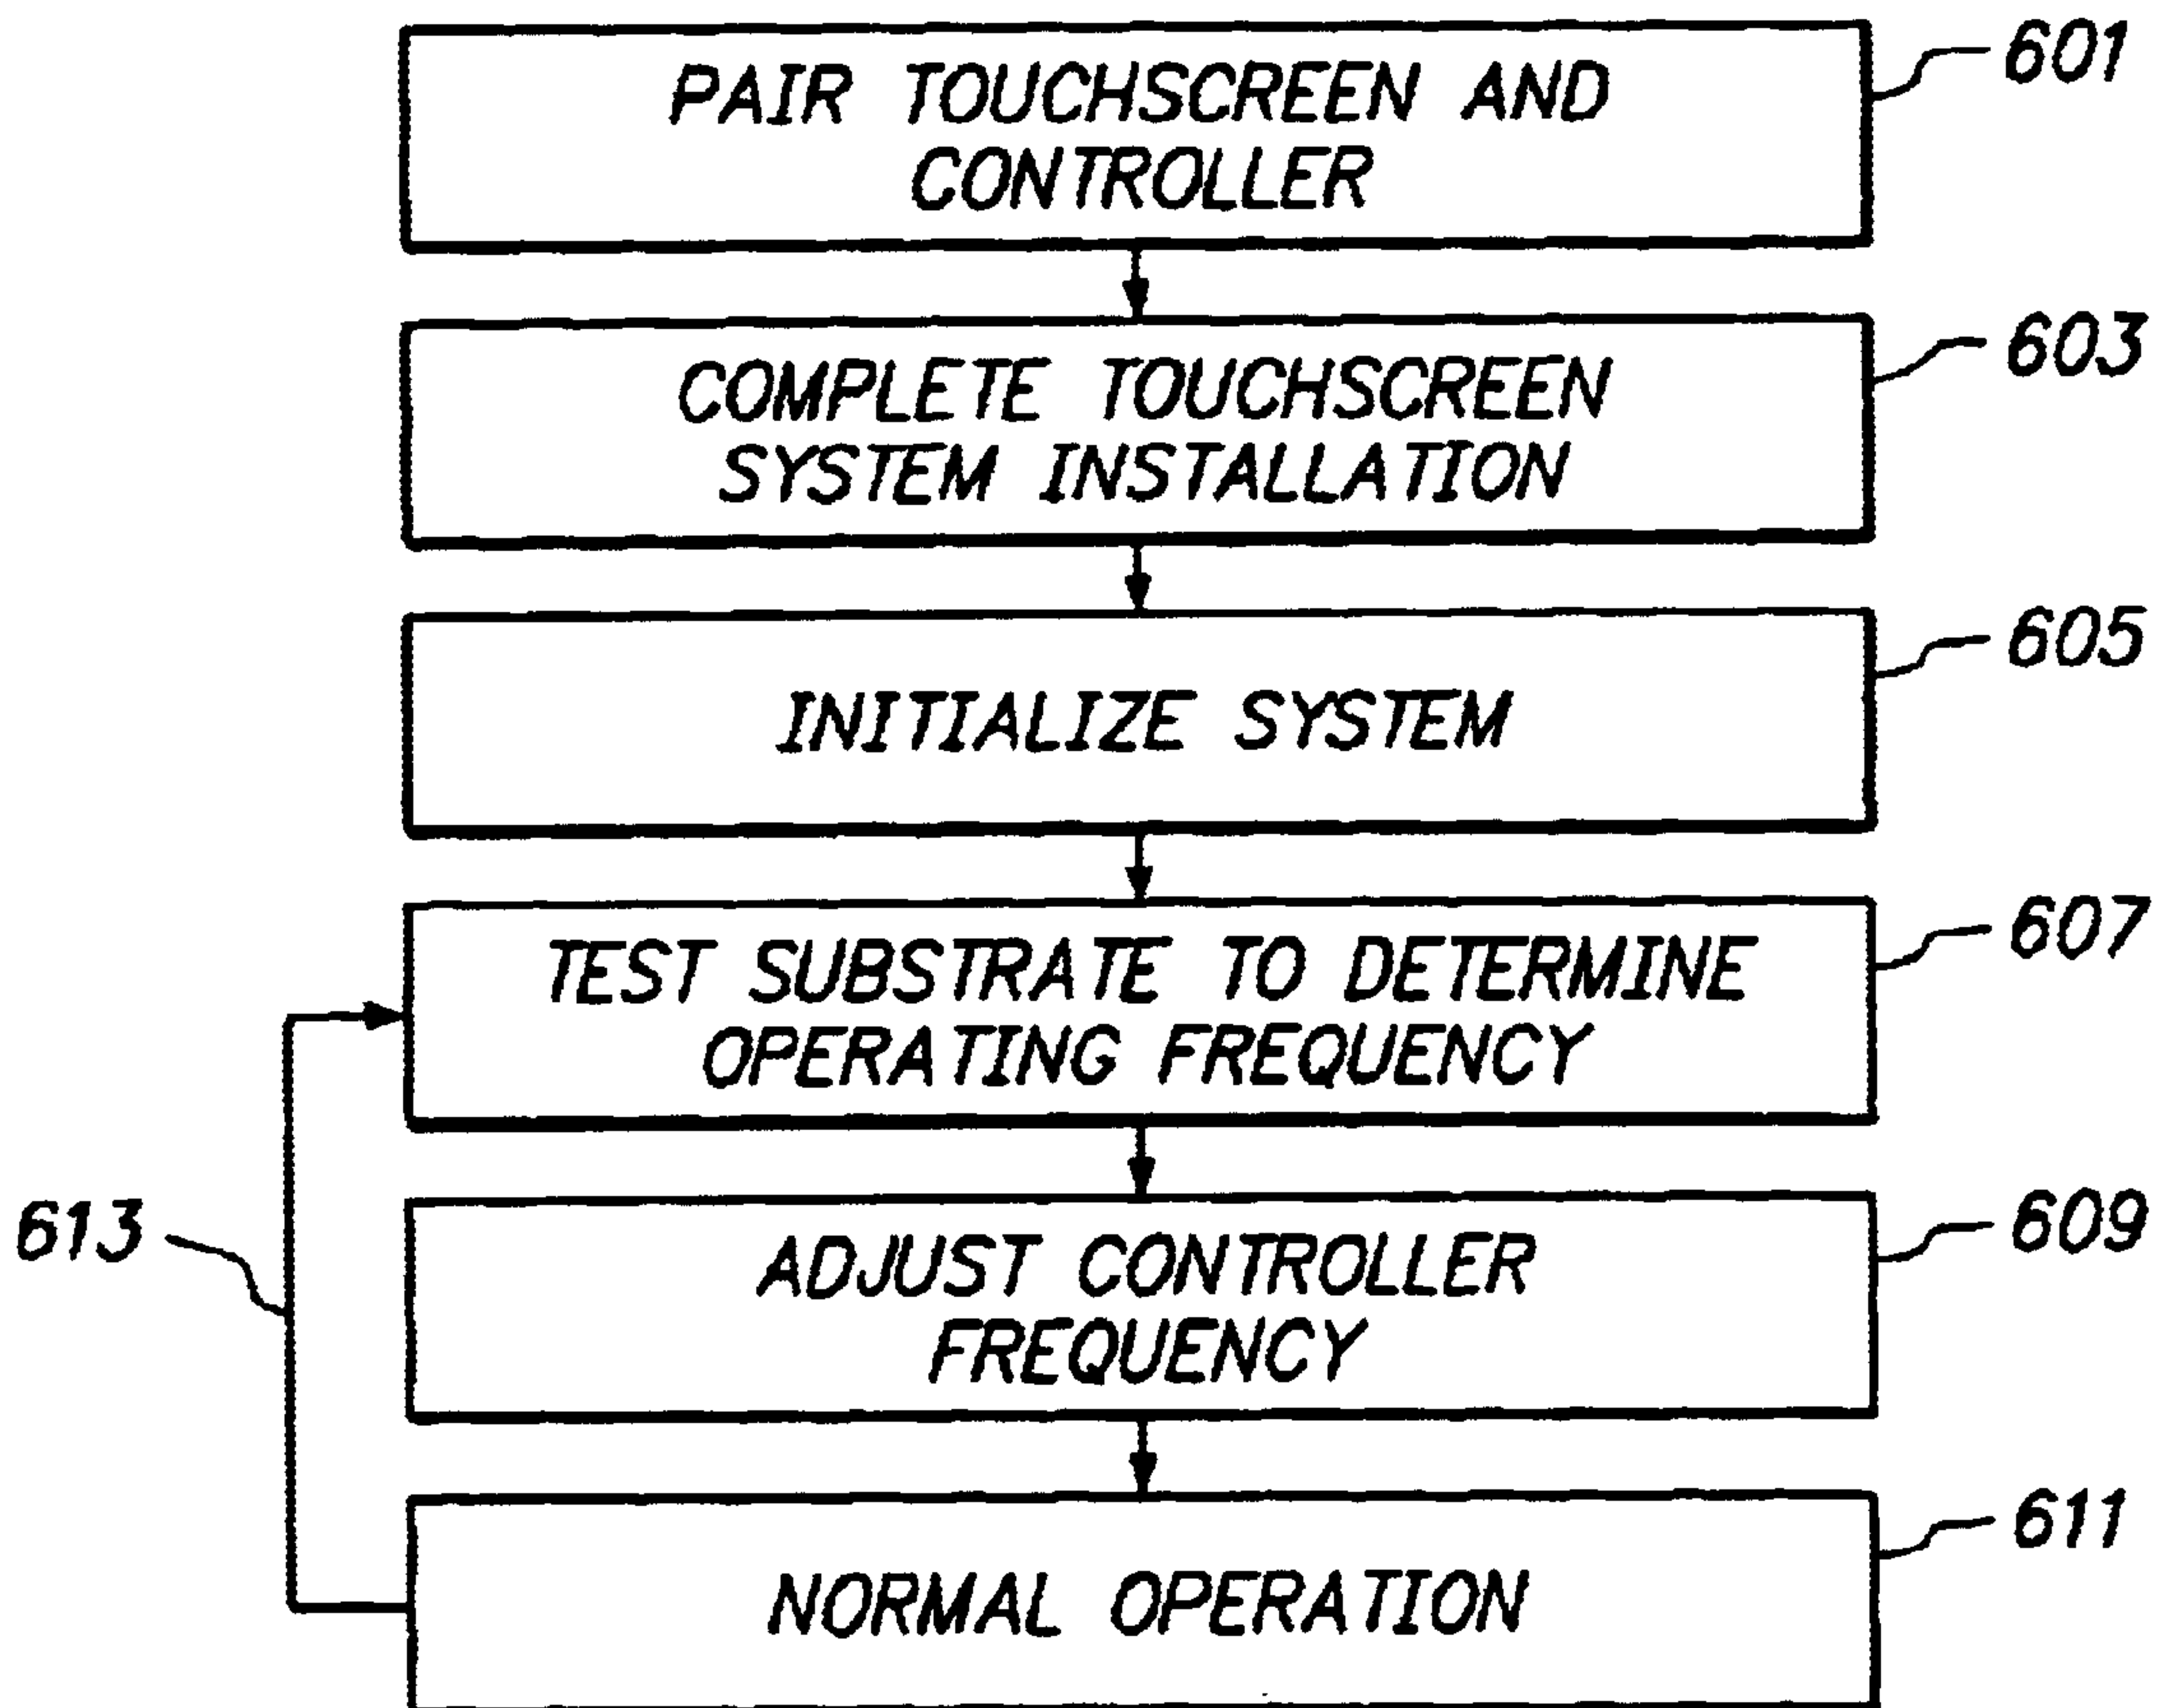 PAIR TOUCHSCREEN AND
CONTROLLER
601
COMPLETE TOUCHSCREEN
SYSTEM INSTALLATION
603
INITIALIZE SYSTEM
605
TEST SUBSTRATE TO DETERMINE
OPERATING FREQUENCY
607
ADJUST CONTROLLER
FREQUENCY
609
613
NORMAL OPERATION
611